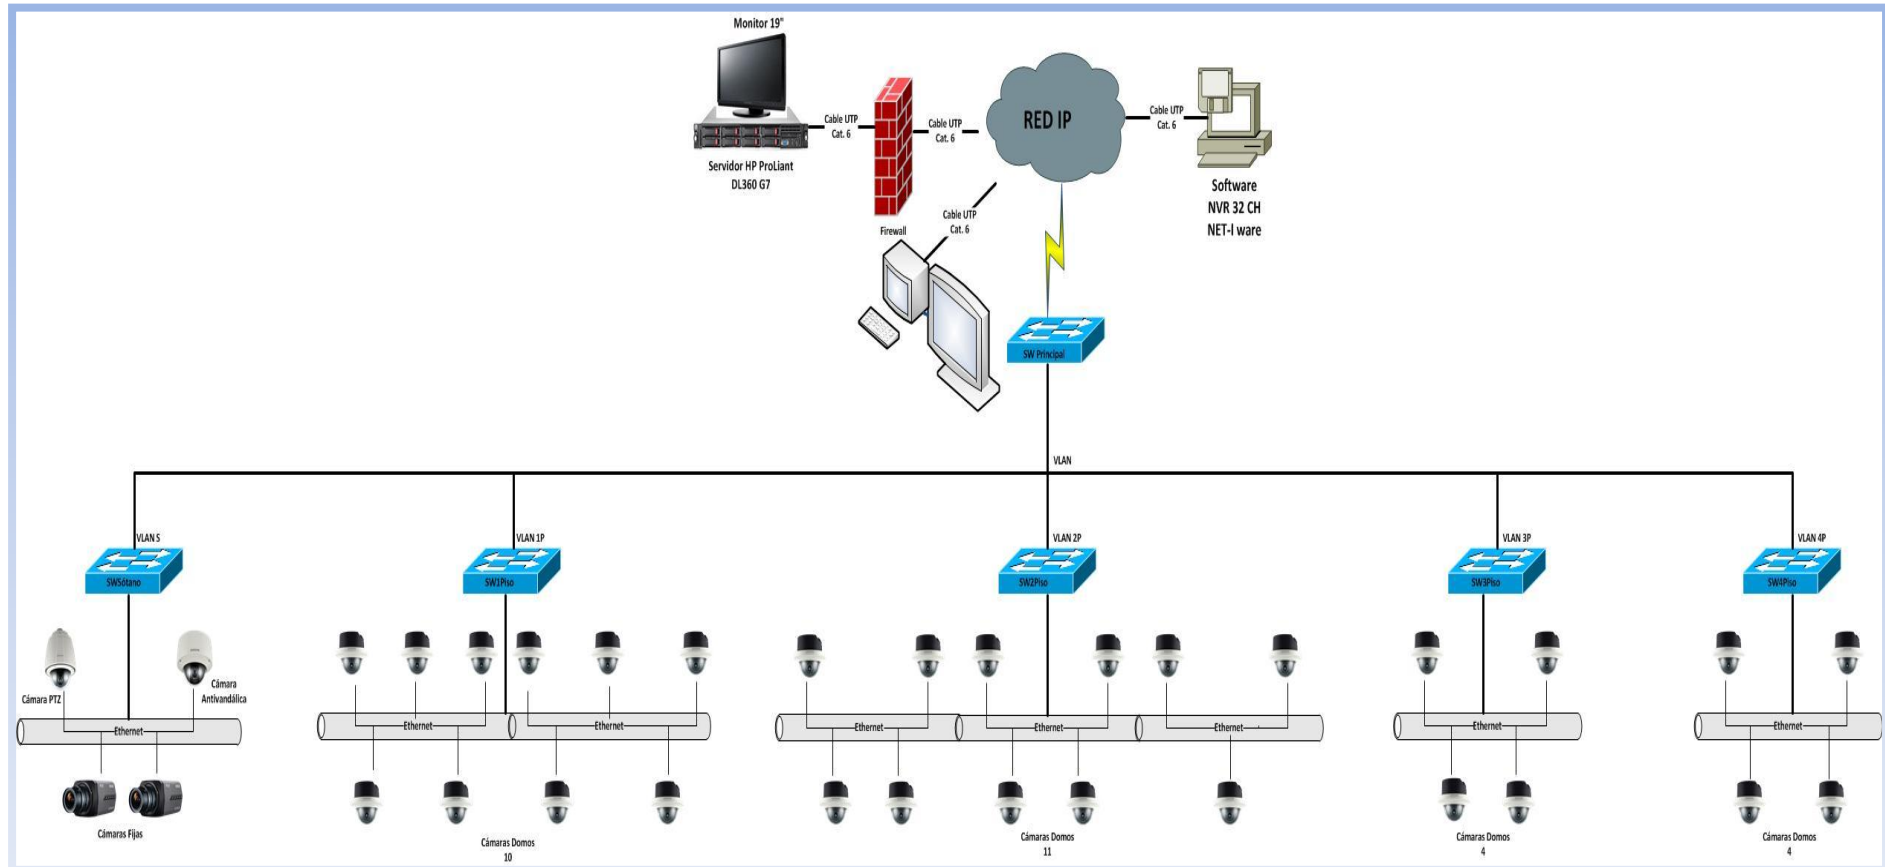 Monitor 19"
Cable UTP
Cat. 6
Cable UTP
Cat. 6
RED IP
Cable UTP
Cat. 6
Servidor HP ProLiant
DL360 G7
Software
NVR 32 CH
NET-I ware
Cable UTP
Cat. 6
Firewall
SW Principal
VLAN
VLAN S
VLAN 1P
VLAN 2P
VLAN 3P
VLAN 4P
SWSótano
SW1Piso
SW2Piso
SW3Piso
SW4Piso
Cámara PTZ
Cámara
Antivandálica
Ethernet
Ethernet
Ethernet
Ethernet
Ethernet
Ethernet
Ethernet
Ethernet
Cámaras Fijas
Cámaras Domos
10
Cámaras Domos
11
Cámaras Domos
4
Cámaras Domos
4